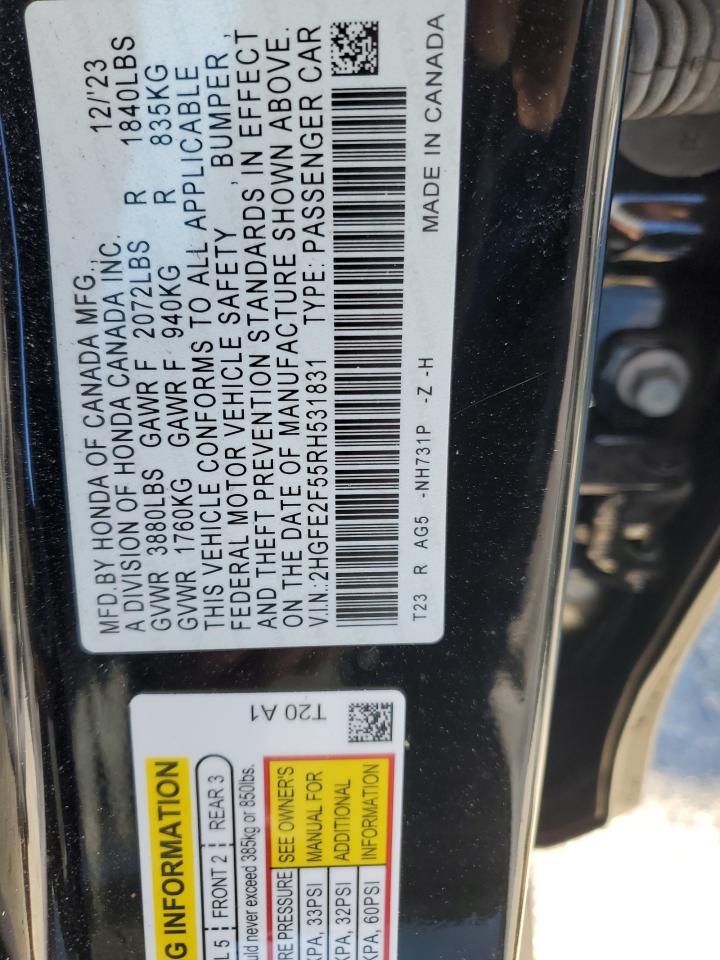 MFD.BY HONDA OF CANADA MFG., 12/'23
A DIVISION OF HONDA CANADA INC.
GVWR 3880LBS GAWR F 2072LBS R 1840LBS
GVWR 1760KG GAWR F 940KG R 835KG
THIS VEHICLE CONFORMS TO ALL APPLICABLE
FEDERAL MOTOR VEHICLE SAFETY , BUMPER ,
AND THEFT PREVENTION STANDARDS IN EFFECT
ON THE DATE OF MANUFACTURE SHOWN ABOVE.
V.I.N.:2HGFE2F55RH531831 TYPE:PASSENGER CAR
T23 R AG5 -NH731P -Z -H MADE IN CANADA
T20 A1
INFORMATION
5 FRONT 2 REAR 3
never exceed 385kg or 850lbs.
PRESSURE SEE OWNER'S
33PSI MANUAL FOR
32PSI ADDITIONAL
60PSI INFORMATION